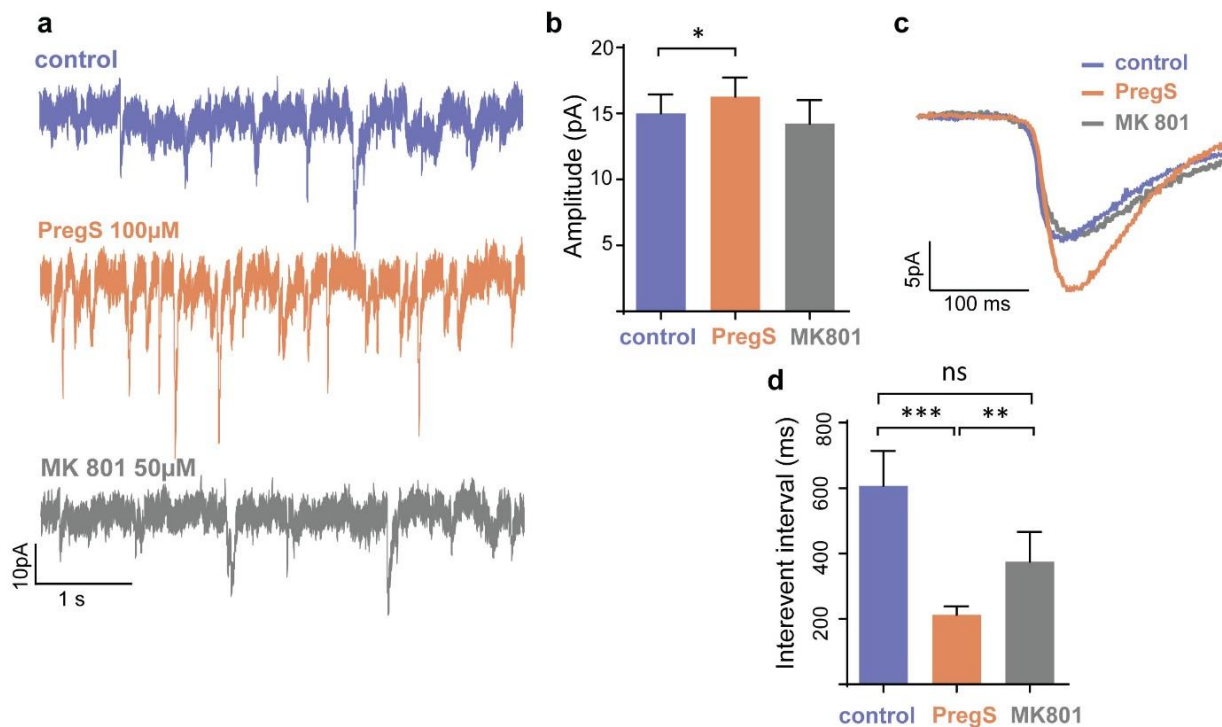 a
control
PregS 100µM
MK 801 50µM
10pA
1 s
b
*
20
15
10
5
Amplitude (pA)
control PregS MK801
c
control
PregS
MK 801
5pA
100 ms
d
ns
*** **
800
600
400
200
Interevent interval (ms)
control PregS MK801